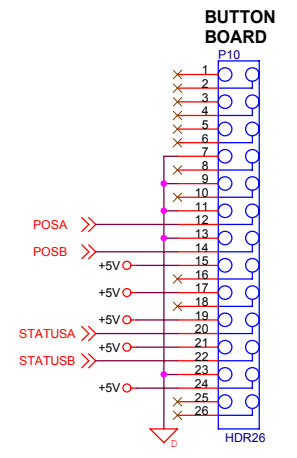 BUTTON
BOARD
P10
1
2
3
4
5
6
7
8
9
10
11
POSA 12
13
POSB 14
+5V 15
16
+5V 17
18
+5V 19
STATUSA 20
+5V 21
STATUSB 22
23
+5V 24
25
26
D HDR26